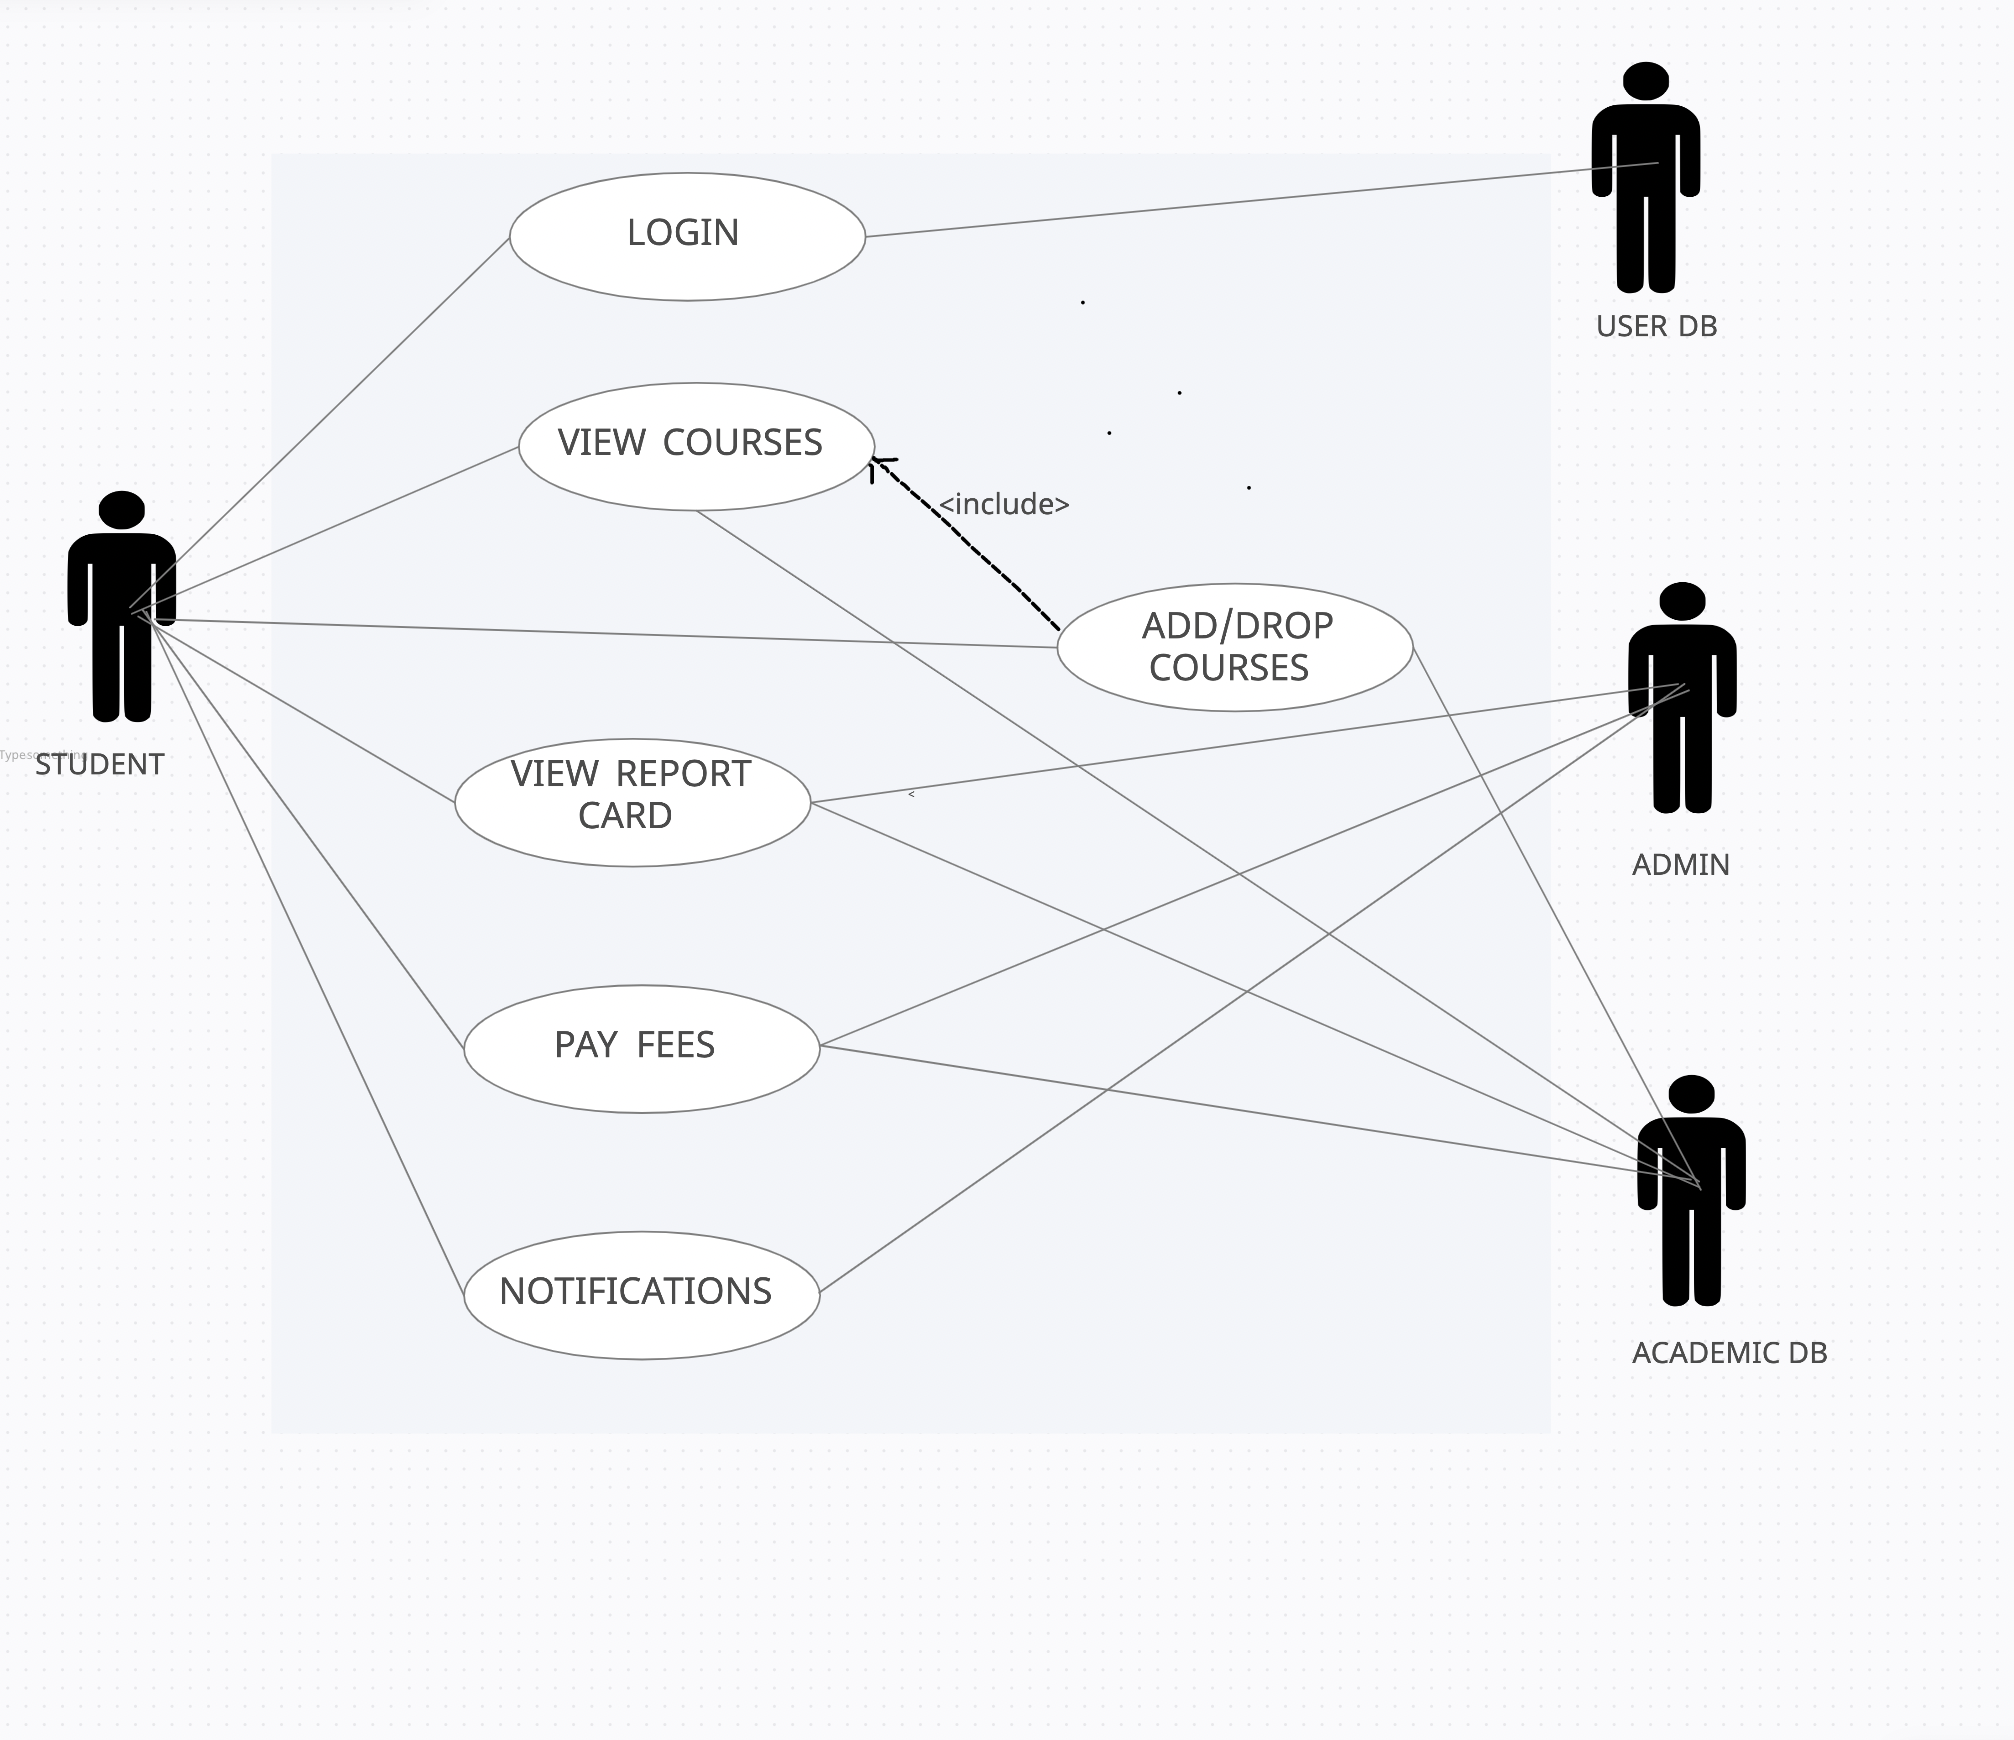 LOGIN
USER DB
VIEW COURSES
<include>
ADD/DROP
COURSES
Typesomething
STUDENT
VIEW REPORT
CARD
<
ADMIN
PAY FEES
NOTIFICATIONS
ACADEMIC DB